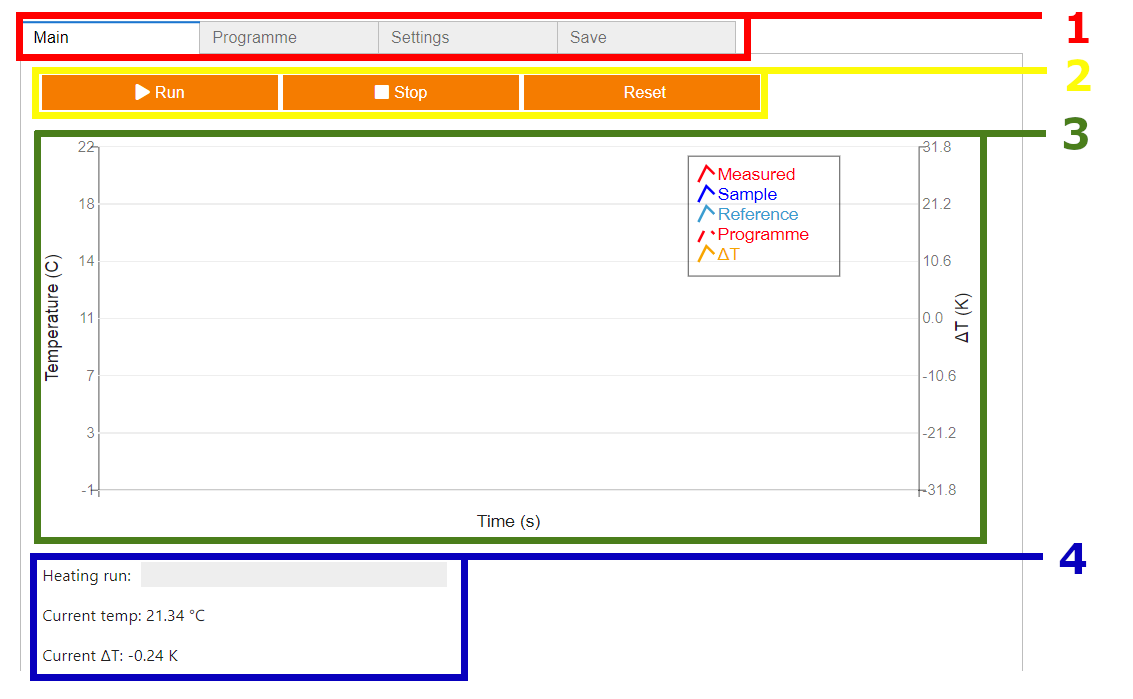 Main Programme Settings Save 1
Run Stop Reset 2
3
22 31.8
Measured
Sample
18 21.2
Reference
Programme
ΔT
14 10.6
11 0.0
Temperature (C)
ΔT (K)
7 -10.6
3 -21.2
-1 -31.8
Time (s)
4
Heating run:
Current temp: 21.34 °C
Current ΔT: -0.24 K